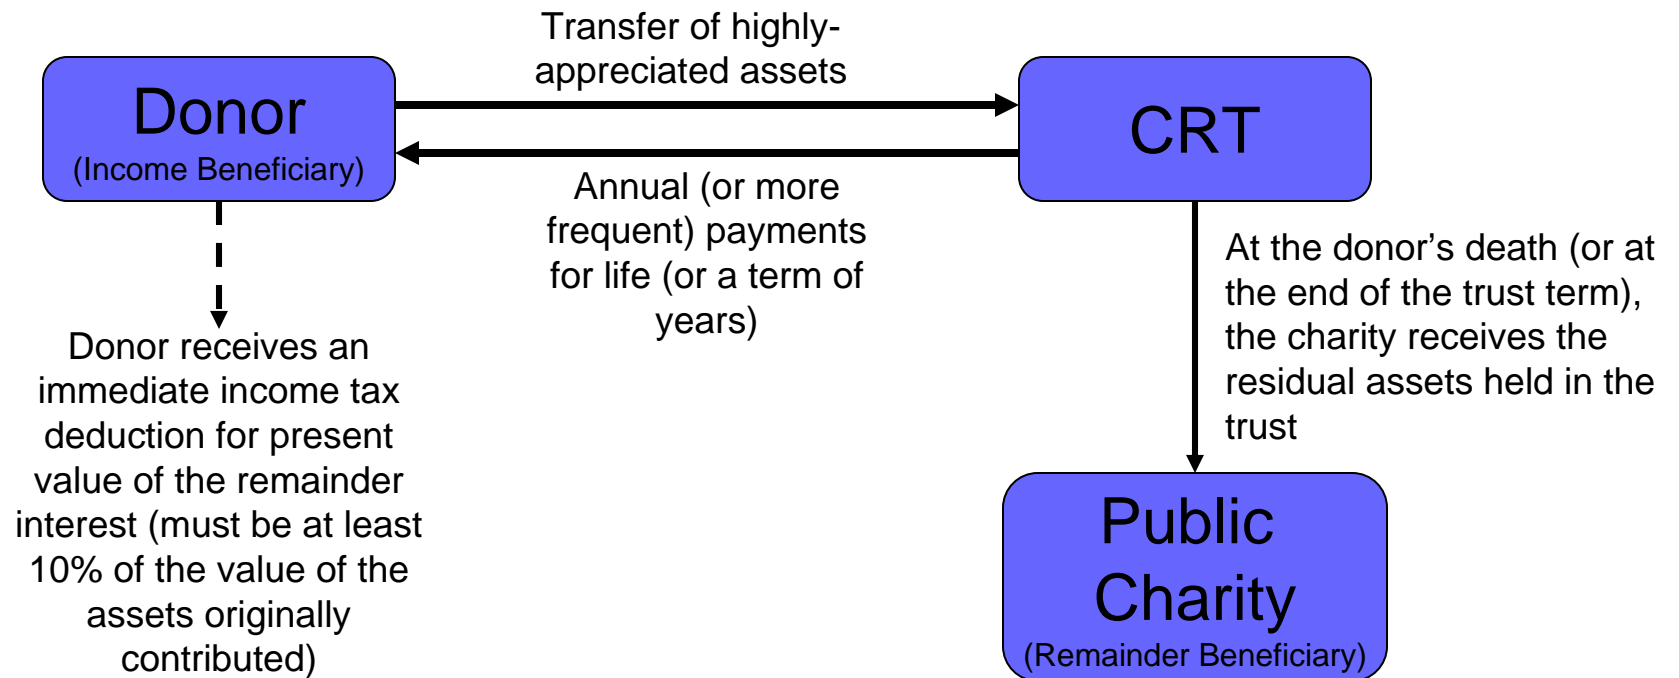 Transfer of highly-
appreciated assets
Donor
(Income Beneficiary)
CRT
Annual (or more
frequent) payments
for life (or a term of
years)
At the donor’s death (or at
the end of the trust term),
the charity receives the
residual assets held in the
trust
Donor receives an
immediate income tax
deduction for present
value of the remainder
interest (must be at least
10% of the value of the
assets originally
contributed)
Public
Charity
(Remainder Beneficiary)